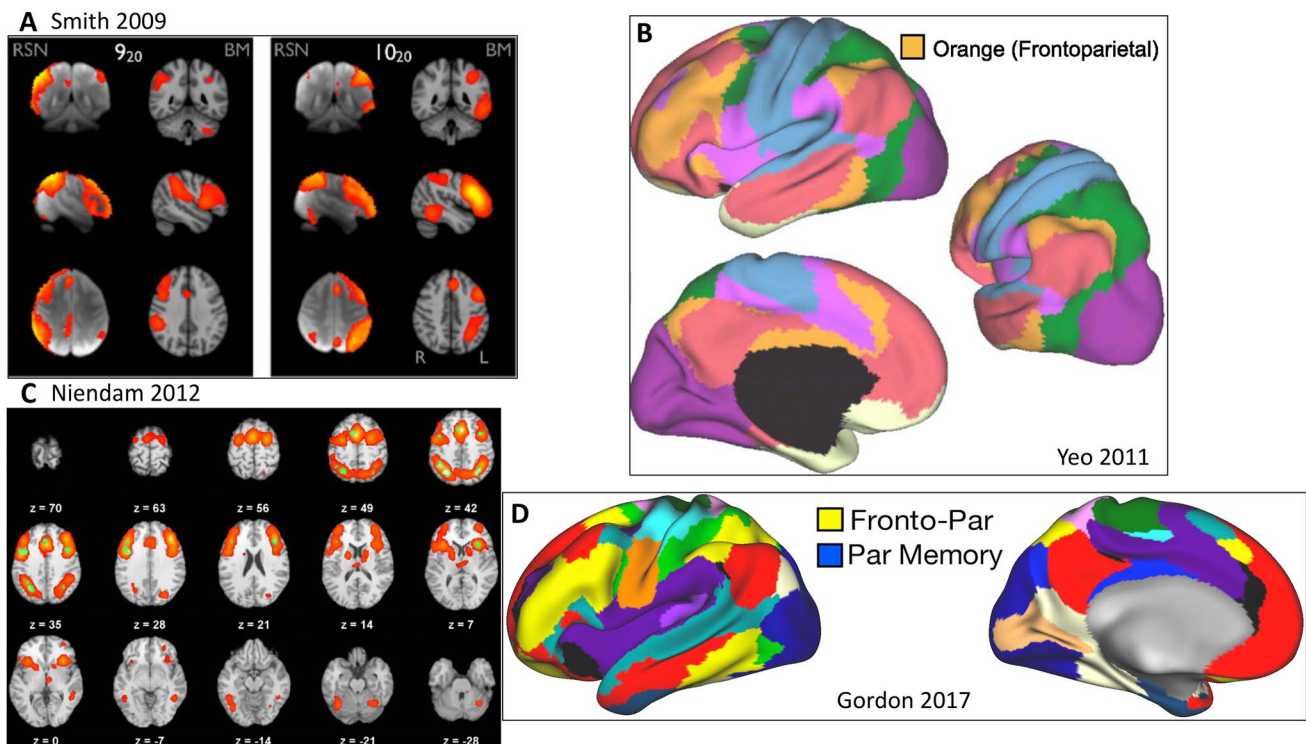 A Smith 2009
RSN 9₂₀ BM
RSN 10₂₀ BM
R L
B
Orange (Frontoparietal)
Yeo 2011
C Niendam 2012
z = 70 z = 63 z = 56 z = 49 z = 42
z = 35 z = 28 z = 21 z = 14 z = 7
z = 0 z = -7 z = -14 z = -21 z = -28
D
Fronto-Par
Par Memory
Gordon 2017